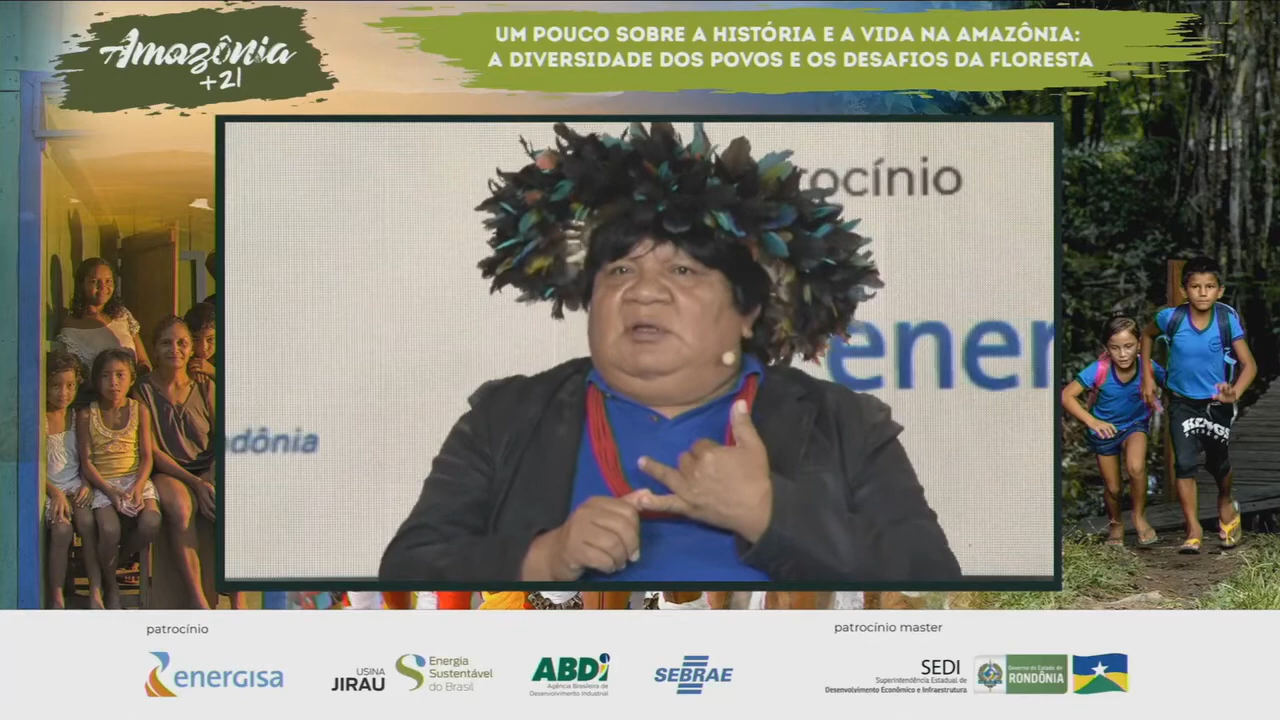 Amazônia
+21
UM POUCO SOBRE A HISTÓRIA E A VIDA NA AMAZÔNIA:
A DIVERSIDADE DOS POVOS E OS DESAFIOS DA FLORESTA
rocínio
ener
ndônia
KINGS
patrocínio
patrocínio master
energisa
USINA
JIRAU
Energia
Sustentável
do Brasil
ABDI
Agência Brasileira de
Desenvolvimento Industrial
SEBRAE
SEDI
Superintendência Estadual de
Desenvolvimento Econômico e Infraestrutura
Governo do Estado de
RONDÔNIA